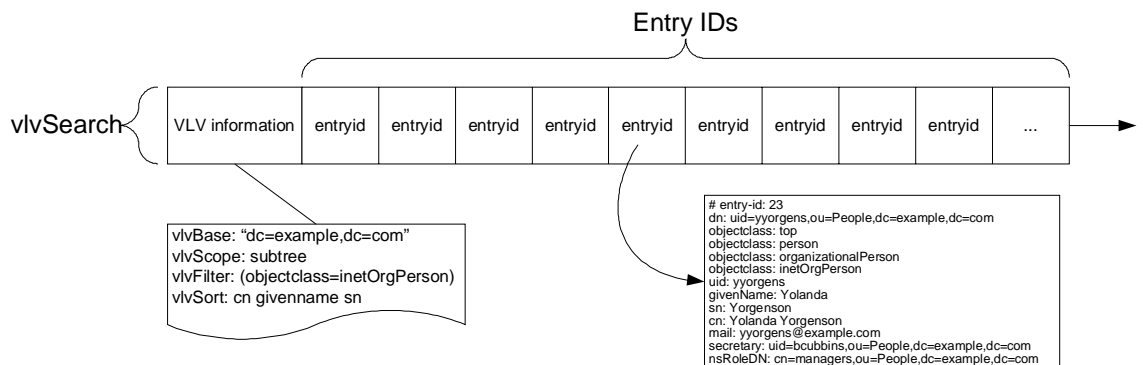 Entry IDs
vlvSearch
VLV information entryid entryid entryid entryid entryid entryid entryid entryid entryid ...
vlvBase: “dc=example,dc=com”
vlvScope: subtree
vlvFilter: (objectclass=inetOrgPerson)
vlvSort: cn givenname sn
# entry-id: 23
dn: uid=yyorgens,ou=People,dc=example,dc=com
objectclass: top
objectclass: person
objectclass: organizationalPerson
objectclass: inetOrgPerson
uid: yyorgens
givenName: Yolanda
sn: Yorgenson
cn: Yolanda Yorgenson
mail: yyorgens@example.com
secretary: uid=bcubbins,ou=People,dc=example,dc=com
nsRoleDN: cn=managers,ou=People,dc=example,dc=com